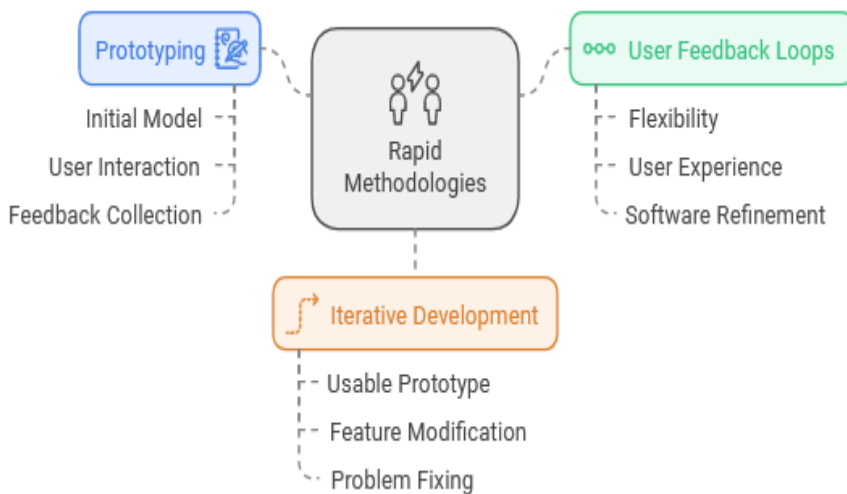 Prototyping
Initial Model
User Interaction
Feedback Collection
Rapid
Methodologies
User Feedback Loops
Flexibility
User Experience
Software Refinement
Iterative Development
Usable Prototype
Feature Modification
Problem Fixing